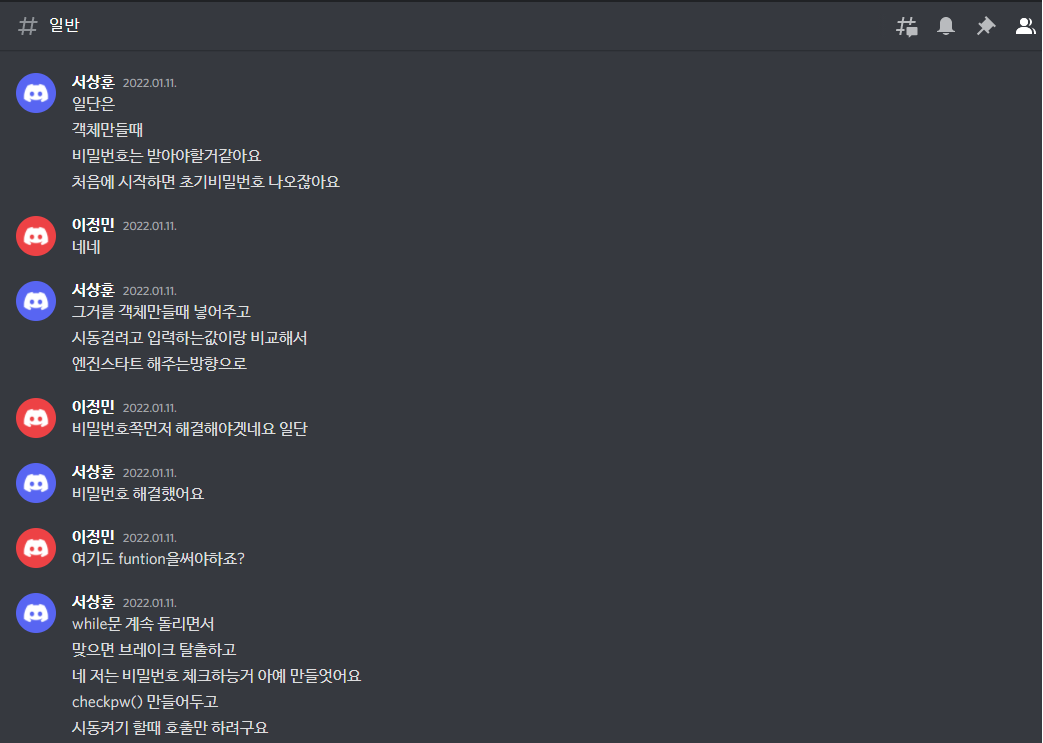 # 일반
서상훈 2022.01.11.
일단은
객체만들때
비밀번호는 받아야할거같아요
처음에 시작하면 초기비밀번호 나오잖아요
이정민 2022.01.11.
네네
서상훈 2022.01.11.
그거를 객체만들때 넣어주고
시동걸려고 입력하는값이랑 비교해서
엔진스타트 해주는방향으로
이정민 2022.01.11.
비밀번호쪽먼저 해결해야겟네요 일단
서상훈 2022.01.11.
비밀번호 해결했어요
이정민 2022.01.11.
여기도 funtion을써야하죠?
서상훈 2022.01.11.
while문 계속 돌리면서
맞으면 브레이크 탈출하고
네 저는 비밀번호 체크하능거 아예 만들엇어요
checkpw() 만들어두고
시동켜기 할때 호출만 하려구요